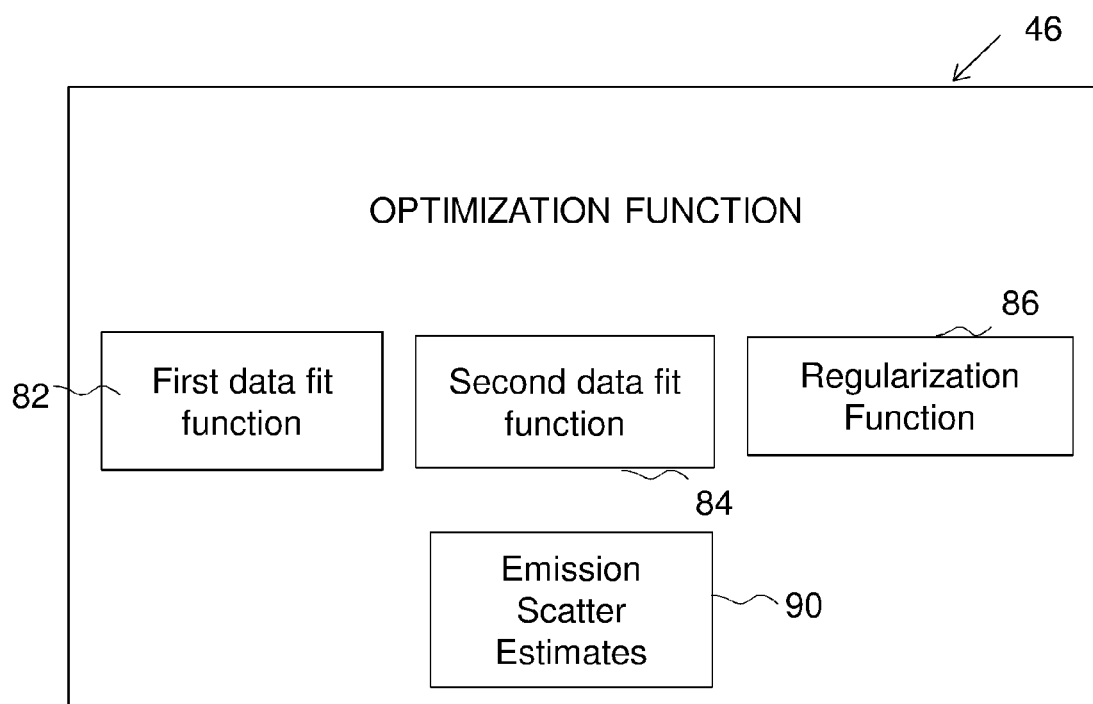 46
OPTIMIZATION FUNCTION
86
82
First data fit
function
Second data fit
function
Regularization
Function
84
Emission
Scatter
Estimates
90